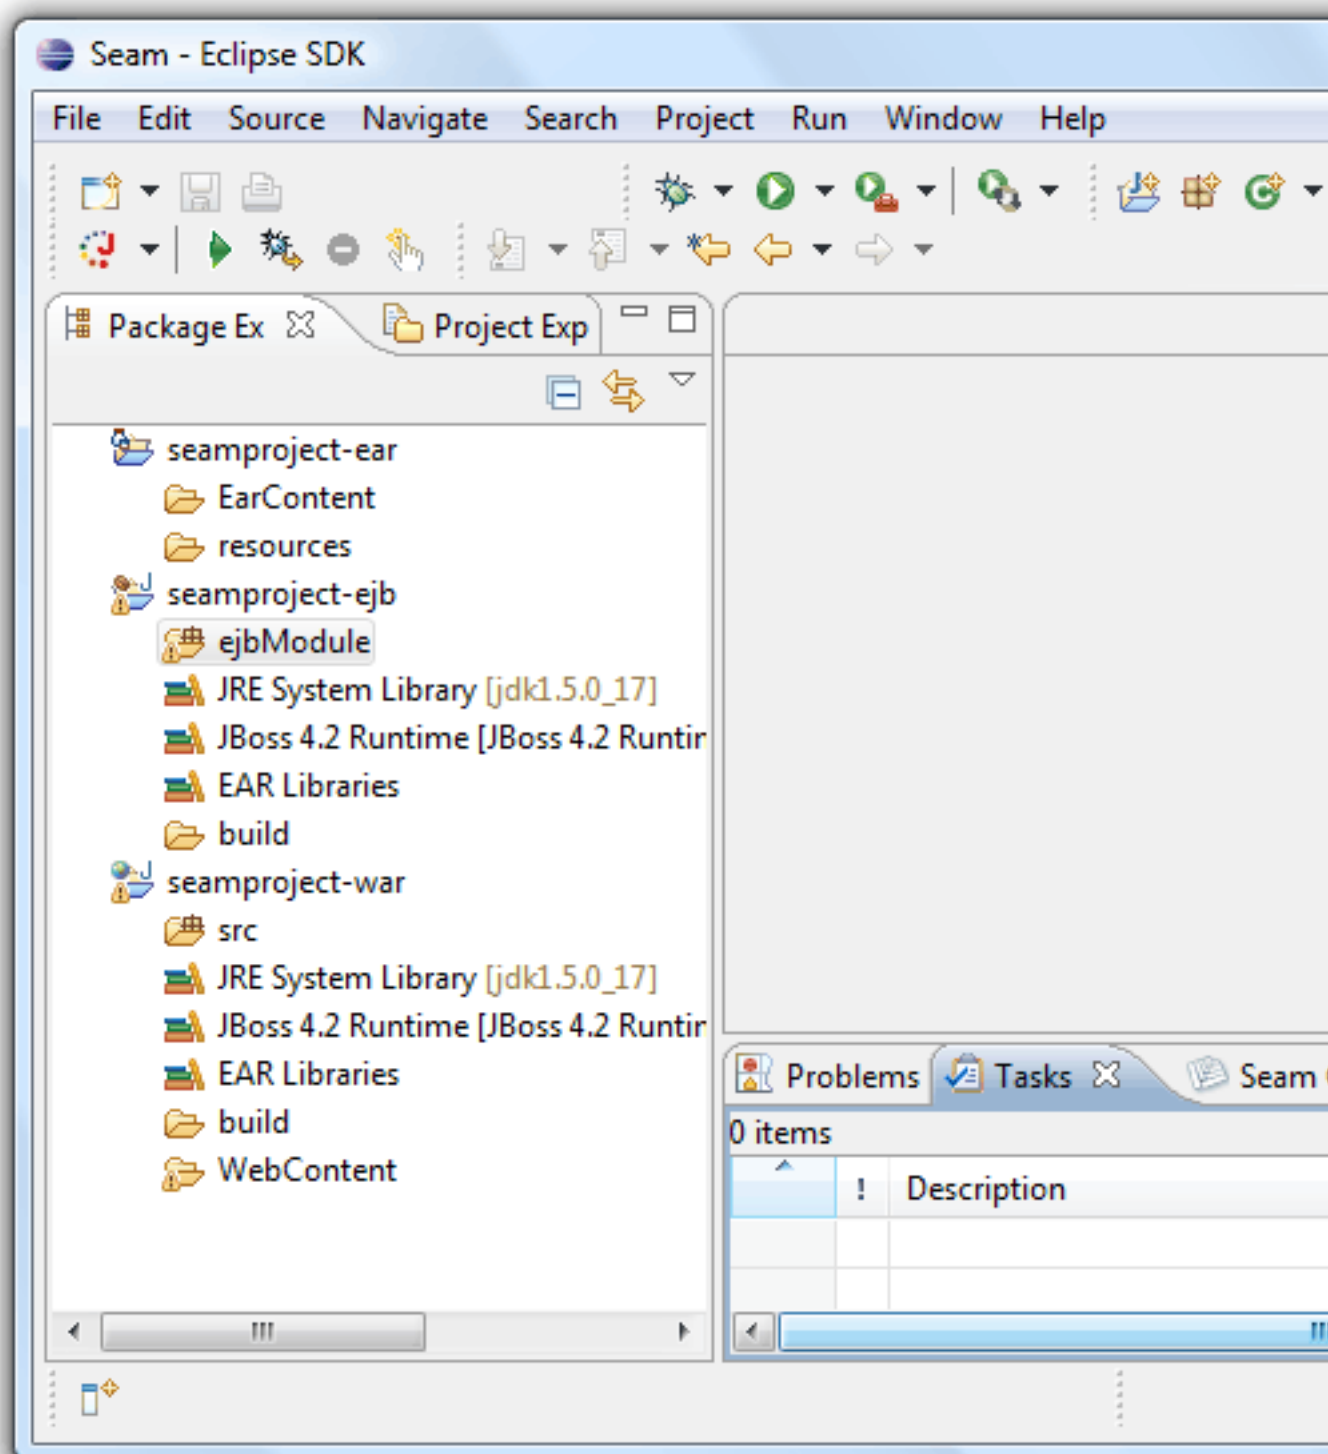 Seam - Eclipse SDK
File Edit Source Navigate Search Project Run Window Help
Package Ex Project Exp
seamproject-ear
EarContent
resources
seamproject-ejb
ejbModule
JRE System Library [jdk1.5.0_17]
JBoss 4.2 Runtime [JBoss 4.2 Runtin
EAR Libraries
build
seamproject-war
src
JRE System Library [jdk1.5.0_17]
JBoss 4.2 Runtime [JBoss 4.2 Runtin
EAR Libraries
build
WebContent
Problems Tasks Seam
0 items
! Description